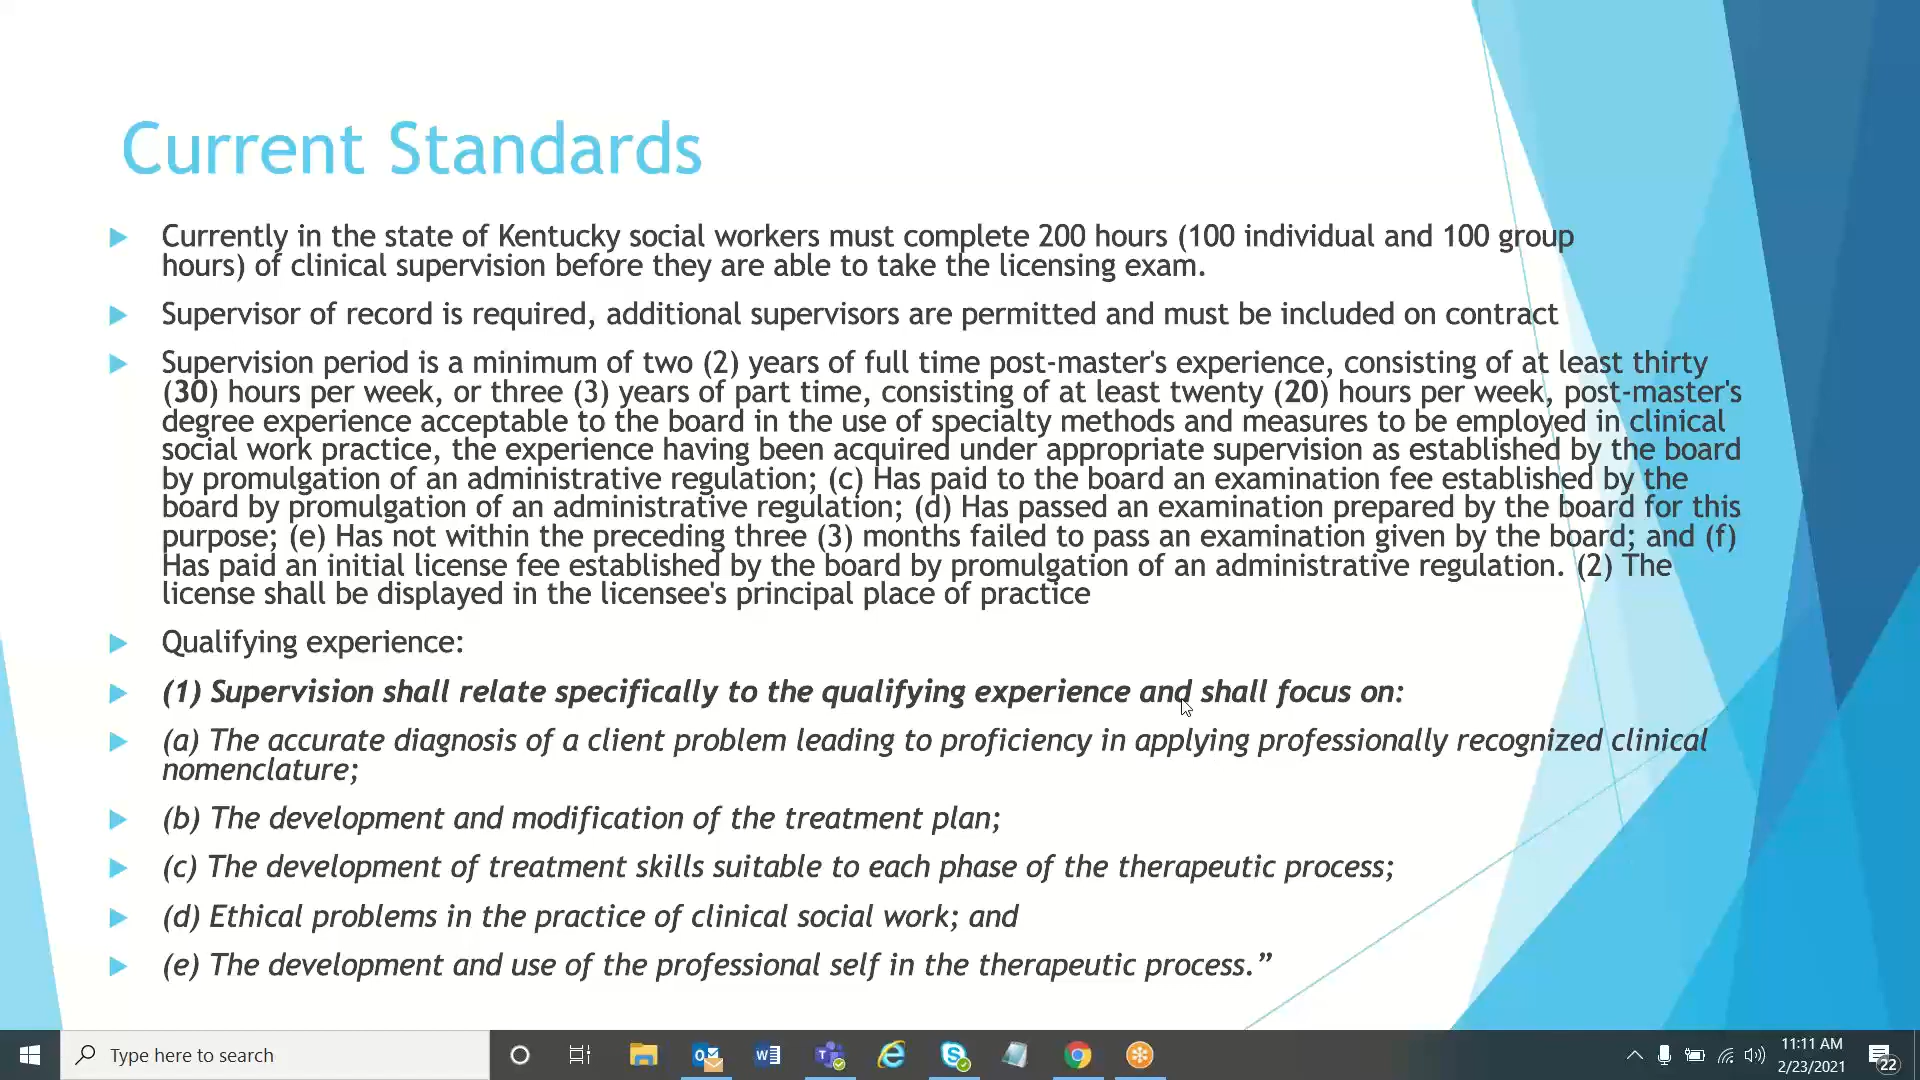 Current Standards
Currently in the state of Kentucky social workers must complete 200 hours (100 individual and 100 group
hours) of clinical supervision before they are able to take the licensing exam.
Supervisor of record is required, additional supervisors are permitted and must be included on contract
Supervision period is a minimum of two (2) years of full time post-master's experience, consisting of at least thirty
(30) hours per week, or three (3) years of part time, consisting of at least twenty (20) hours per week, post-master's
degree experience acceptable to the board in the use of specialty methods and measures to be employed in clinical
social work practice, the experience having been acquired under appropriate supervision as established by the board
by promulgation of an administrative regulation; (c) Has paid to the board an examination fee established by the
board by promulgation of an administrative regulation; (d) Has passed an examination prepared by the board for this
purpose; (e) Has not within the preceding three (3) months failed to pass an examination given by the board; and (f)
Has paid an initial license fee established by the board by promulgation of an administrative regulation. (2) The
license shall be displayed in the licensee's principal place of practice
Qualifying experience:
(1) Supervision shall relate specifically to the qualifying experience and shall focus on:
(a) The accurate diagnosis of a client problem leading to proficiency in applying professionally recognized clinical
nomenclature;
(b) The development and modification of the treatment plan;
(c) The development of treatment skills suitable to each phase of the therapeutic process;
(d) Ethical problems in the practice of clinical social work; and
(e) The development and use of the professional self in the therapeutic process.”
Type here to search
11:11 AM
2/23/2021
22